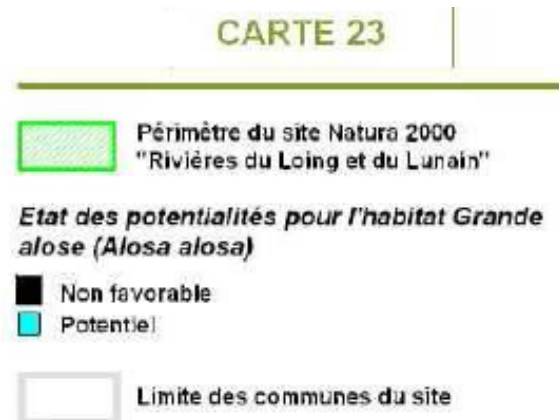 CARTE 23
Périmètre du site Natura 2000
"Rivières du Loing et du Lunain"
Etat des potentialités pour l'habitat Grande
alose (Alosa alosa)
Non favorable
Potentiel
Limite des communes du site